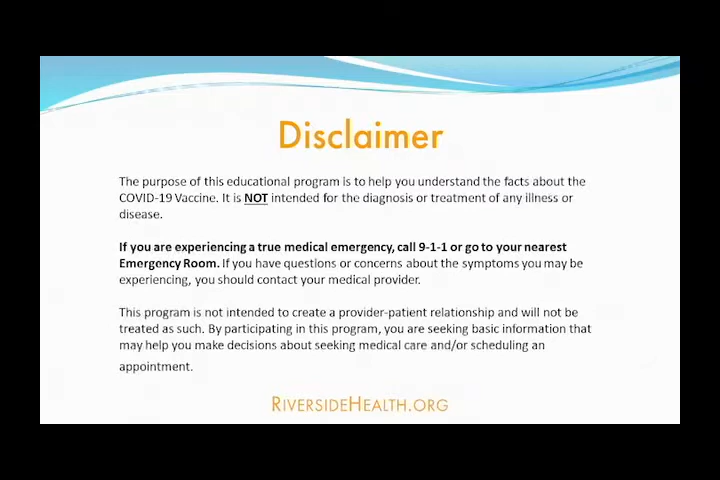 Disclaimer
The purpose of this educational program is to help you understand the facts about the
COVID-19 Vaccine. It is NOT intended for the diagnosis or treatment of any illness or
disease.
If you are experiencing a true medical emergency, call 9-1-1 or go to your nearest
Emergency Room. If you have questions or concerns about the symptoms you may be
experiencing, you should contact your medical provider.
This program is not intended to create a provider-patient relationship and will not be
treated as such. By participating in this program, you are seeking basic information that
may help you make decisions about seeking medical care and/or scheduling an
appointment.
RIVERSIDEHEALTH.ORG